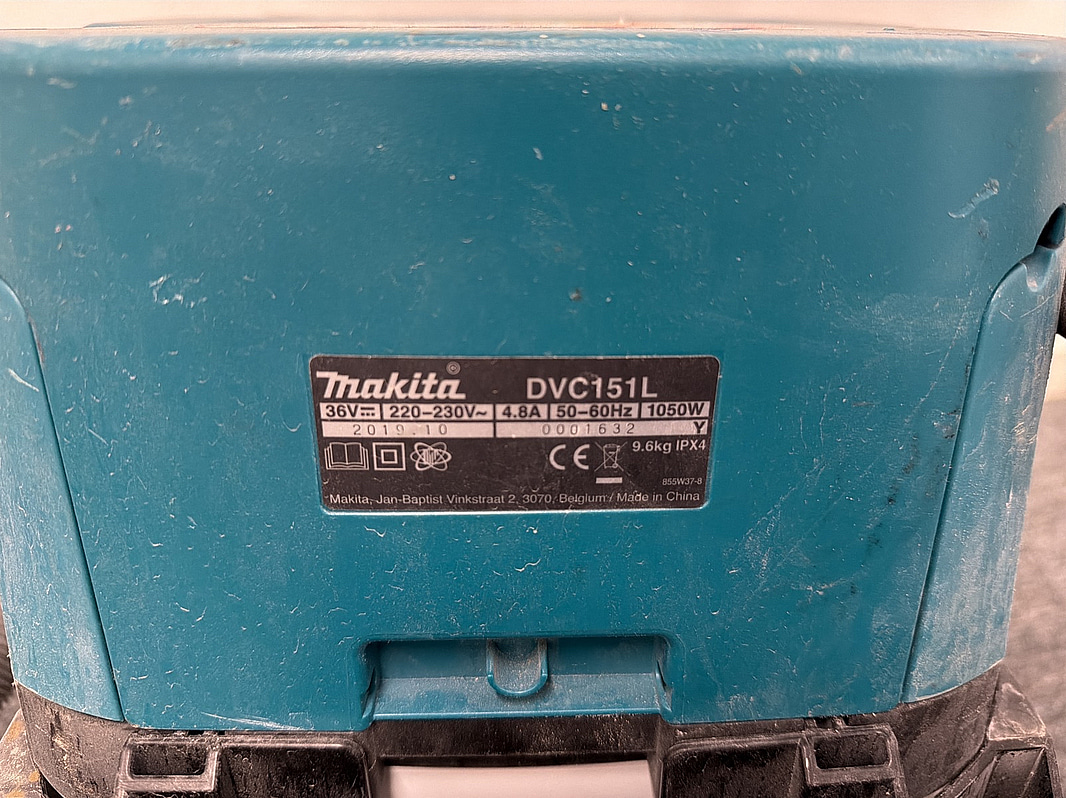 makita® DVC151L
36V⎓ 220–230V~ 4.8A 50–60Hz 1050W
2019.10 0001632 Y
CE 9.6kg IPX4
855W37-8
Makita, Jan-Baptist Vinkstraat 2, 3070, Belgium / Made in China